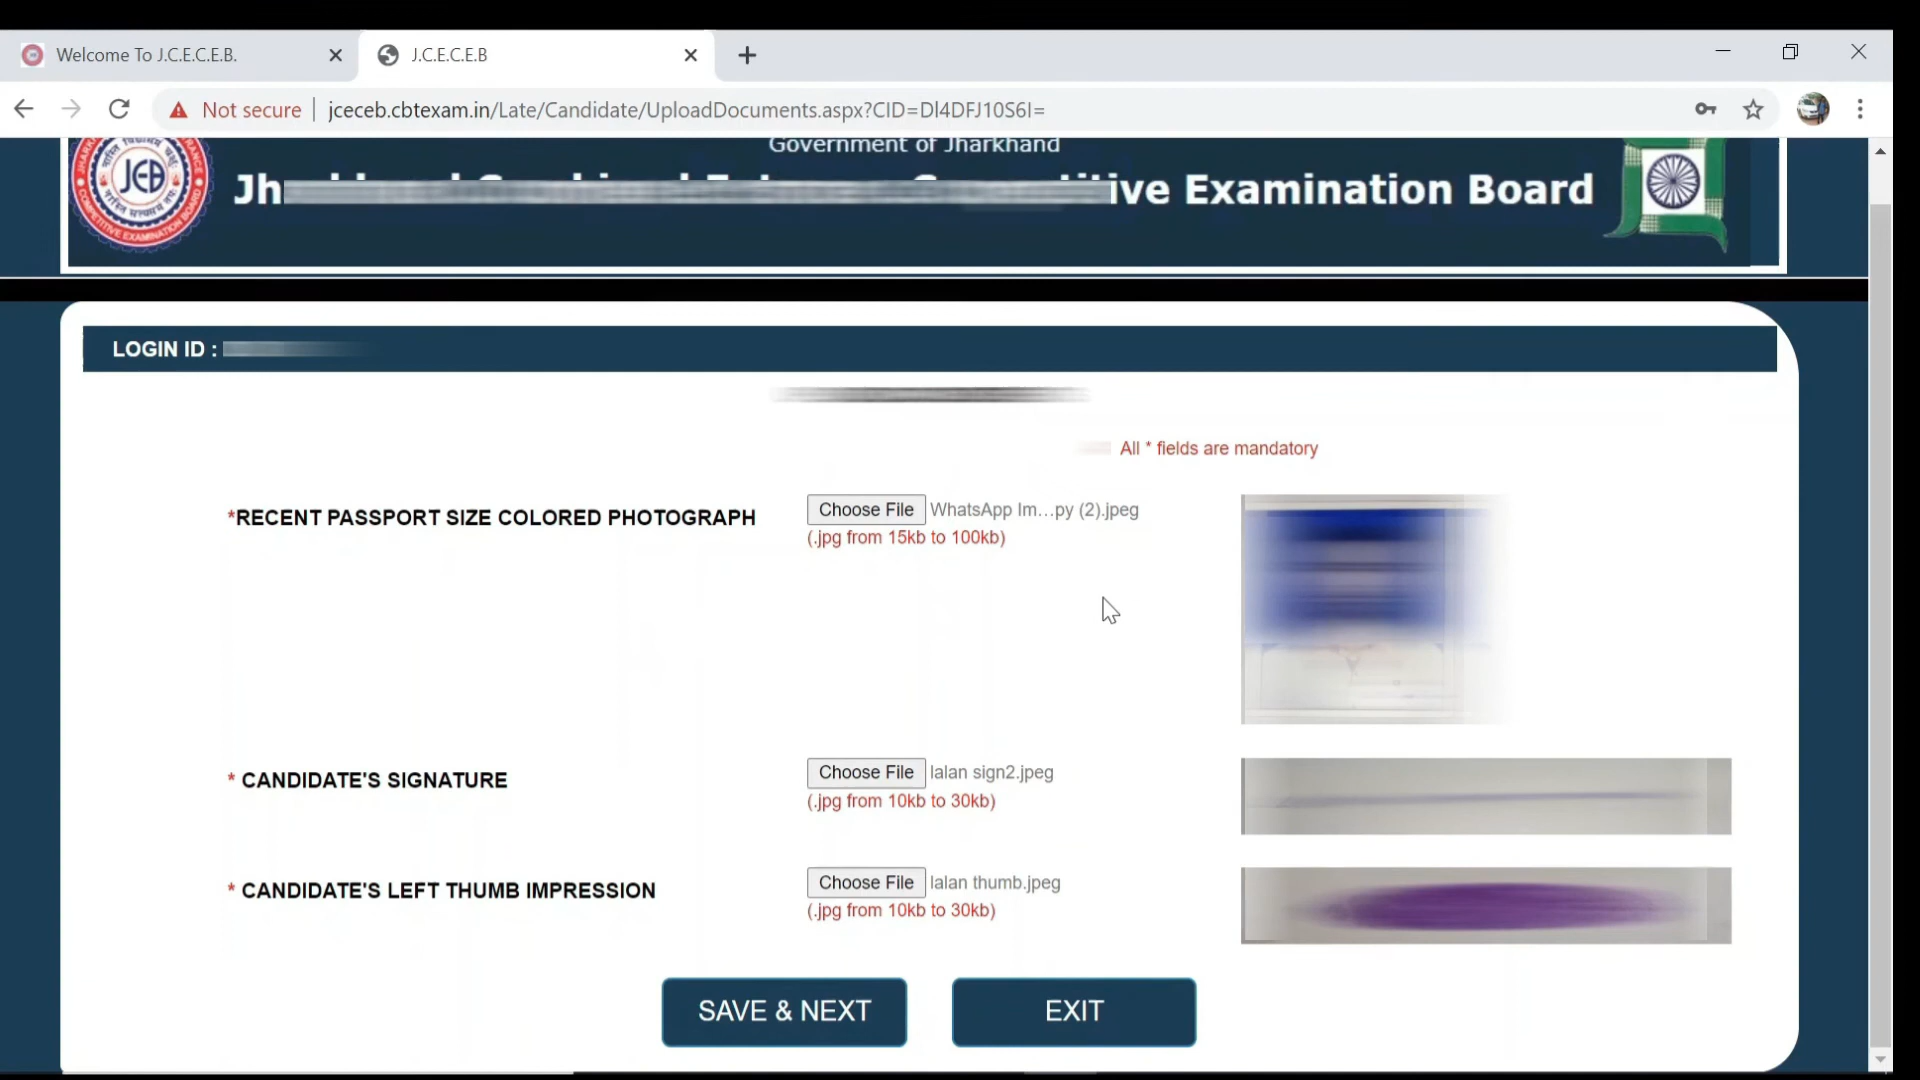 Welcome To J.C.E.C.E.B.
J.C.E.C.E.B
Not secure
jceceb.cbtexam.in/Late/Candidate/UploadDocuments.aspx?CID=Dl4DFJ10S6I=
Government of Jharkhand
JCEB
Examination Board
LOGIN ID :
All * fields are mandatory
*RECENT PASSPORT SIZE COLORED PHOTOGRAPH
Choose File WhatsApp Im...py (2).jpeg
(.jpg from 15kb to 100kb)
* CANDIDATE'S SIGNATURE
Choose File lalan sign2.jpeg
(.jpg from 10kb to 30kb)
* CANDIDATE'S LEFT THUMB IMPRESSION
Choose File lalan thumb.jpeg
(.jpg from 10kb to 30kb)
SAVE & NEXT
EXIT